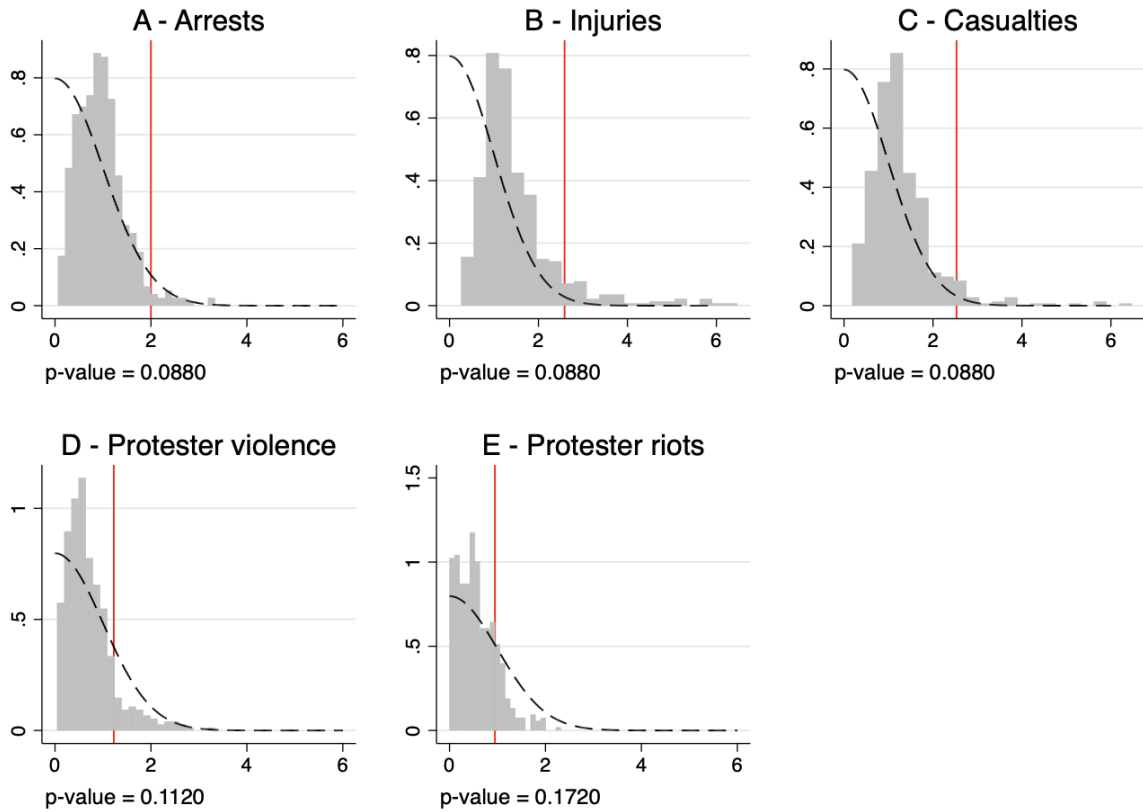 A - Arrests
.8
.6
.4
.2
0
0 2 4 6
p-value = 0.0880
B - Injuries
.8
.6
.4
.2
0
0 2 4 6
p-value = 0.0880
C - Casualties
.8
.6
.4
.2
0
0 2 4 6
p-value = 0.0880
D - Protester violence
1
.5
0
0 2 4 6
p-value = 0.1120
E - Protester riots
1.5
1
.5
0
0 2 4 6
p-value = 0.1720